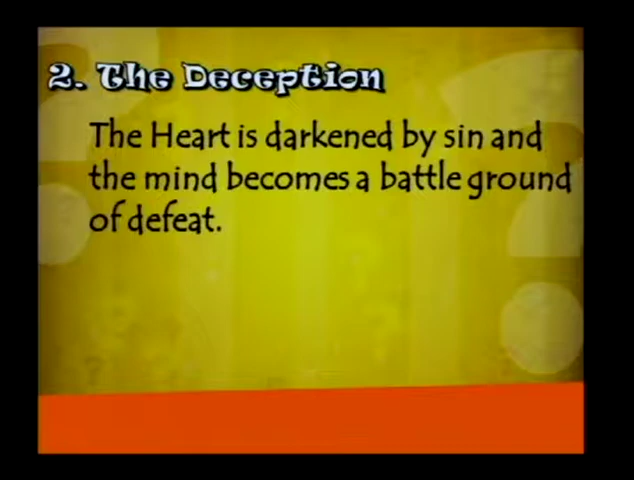 2. The Deception
The Heart is darkened by sin and
the mind becomes a battle ground
of defeat.